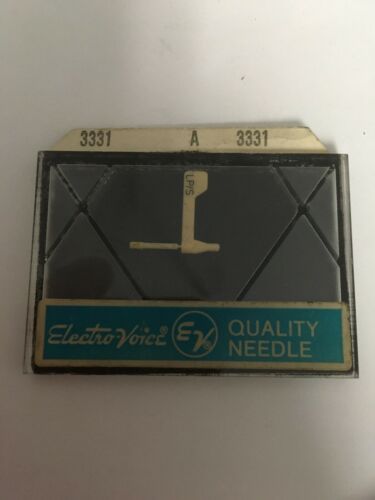 3331 A 3331
LP/S
Electro-Voice® EV® QUALITY
NEEDLE